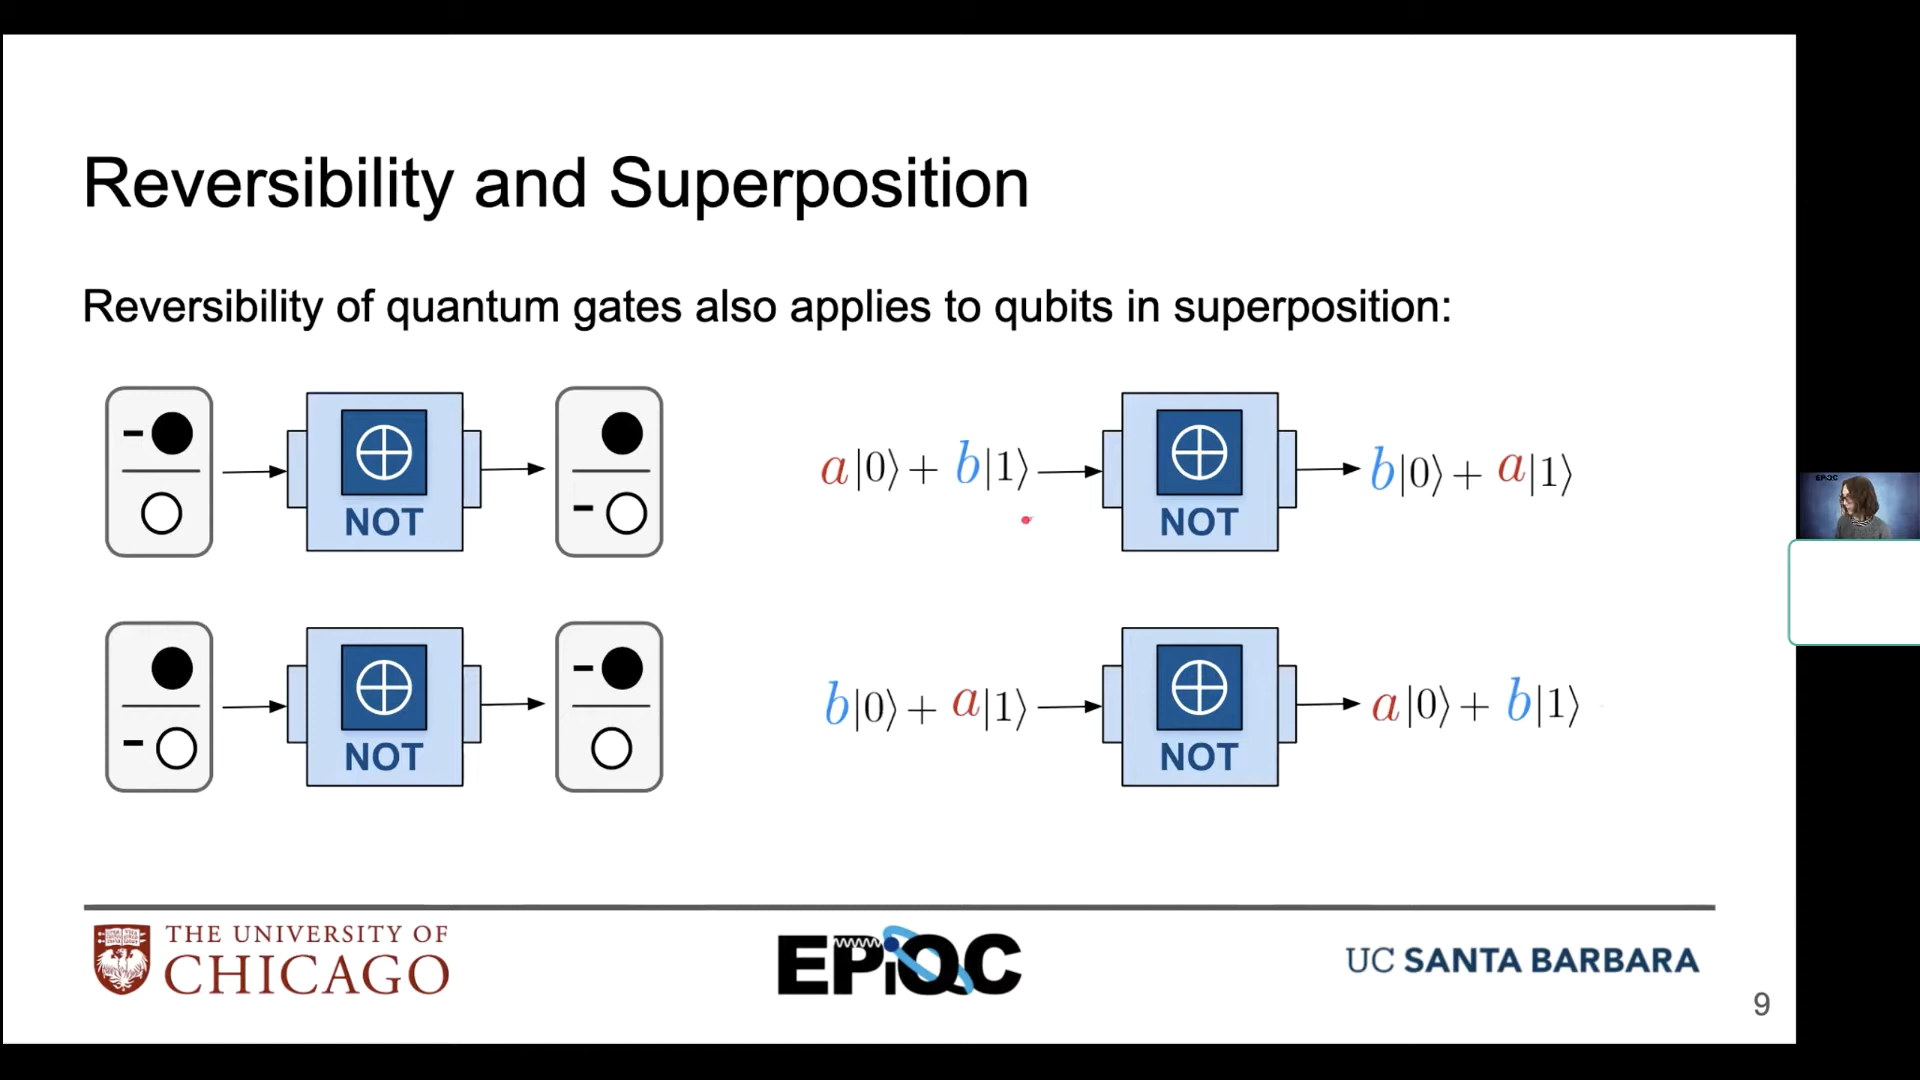 Reversibility and Superposition
Reversibility of quantum gates also applies to qubits in superposition:
NOT
a|0⟩ + b|1⟩
NOT
b|0⟩ + a|1⟩
NOT
b|0⟩ + a|1⟩
NOT
a|0⟩ + b|1⟩
THE UNIVERSITY OF
CHICAGO
EPiQC
UC SANTA BARBARA
9
EPiQC